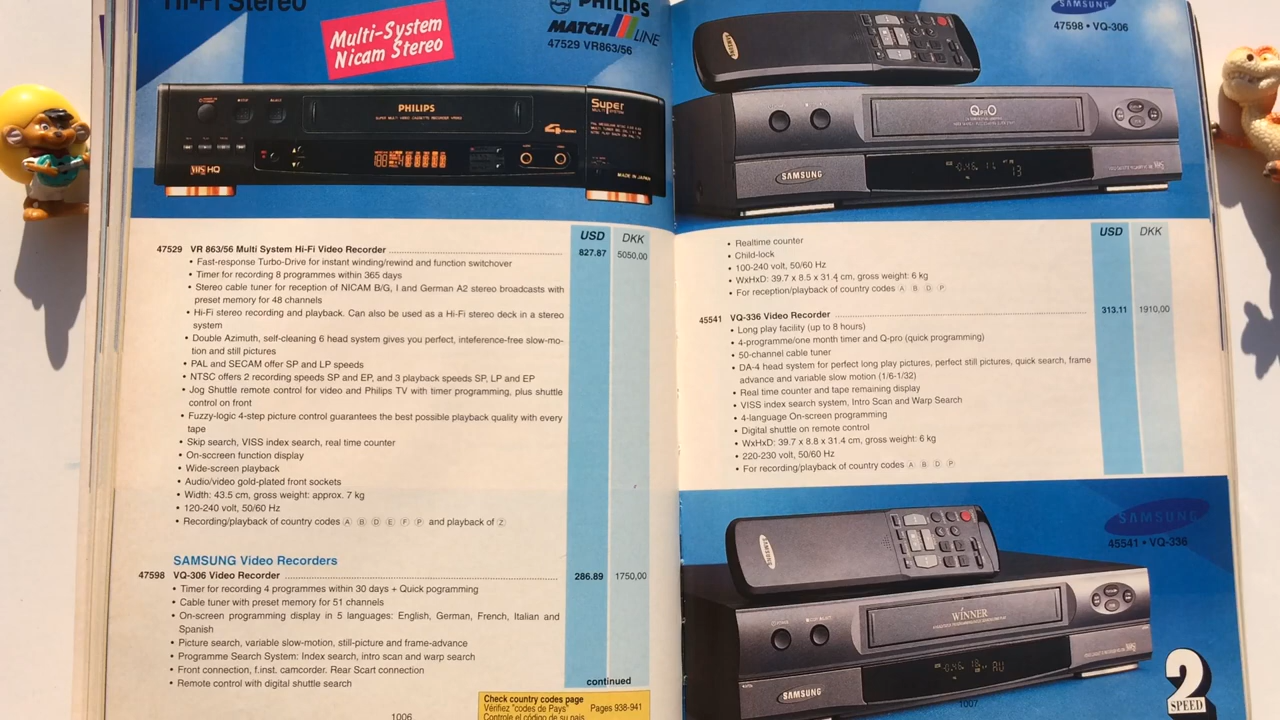 Hi-Fi Stereo
Multi-System
Nicam Stereo
PHILIPS
MATCH LINE
47529 VR863/56
PHILIPS
Super
VHS HQ
MADE IN JAPAN
USD DKK
47529 VR 863/56 Multi System Hi-Fi Video Recorder 827.87 5050,00
• Fast-response Turbo-Drive for instant winding/rewind and function switchover
• Timer for recording 8 programmes within 365 days
• Stereo cable tuner for reception of NICAM B/G, I and German A2 stereo broadcasts with
preset memory for 48 channels
• Hi-Fi stereo recording and playback. Can also be used as a Hi-Fi stereo deck in a stereo
system
• Double Azimuth, self-cleaning 6 head system gives you perfect, inteference-free slow-mo-
tion and still pictures
• PAL and SECAM offer SP and LP speeds
• NTSC offers 2 recording speeds SP and EP, and 3 playback speeds SP, LP and EP
• Jog Shuttle remote control for video and Philips TV with timer programming, plus shuttle
control on front
• Fuzzy-logic 4-step picture control guarantees the best possible playback quality with every
tape
• Skip search, VISS index search, real time counter
• On-sccreen function display
• Wide-screen playback
• Audio/video gold-plated front sockets
• Width: 43.5 cm, gross weight: approx. 7 kg
• 120-240 volt, 50/60 Hz
• Recording/playback of country codes A B D E F P and playback of Z
SAMSUNG Video Recorders
47598 VQ-306 Video Recorder 286.89 1750,00
• Timer for recording 4 programmes within 30 days + Quick pogramming
• Cable tuner with preset memory for 51 channels
• On-screen programming display in 5 languages: English, German, French, Italian and
Spanish
• Picture search, variable slow-motion, still-picture and frame-advance
• Programme Search System: Index search, intro scan and warp search
• Front connection, f.inst. camcorder. Rear Scart connection
• Remote control with digital shuttle search
continued
1006
Check country codes page
Vérifiez "codes de Pays" Pages 938-941
Controle el código de su pais
SAMSUNG
47598 • VQ-306
QPRO
SAMSUNG
VHS
USD DKK
• Realtime counter
• Child-lock
• 100-240 volt, 50/60 Hz
• WxHxD: 39.7 x 8.5 x 31.4 cm, gross weight: 6 kg
• For reception/playback of country codes A B D P
45541 VQ-336 Video Recorder 313.11 1910,00
• Long play facility (up to 8 hours)
• 4-programme/one month timer and Q-pro (quick programming)
• 50-channel cable tuner
• DA-4 head system for perfect long play pictures, perfect still pictures, quick search, frame
advance and variable slow motion (1/6-1/32)
• Real time counter and tape remaining display
• VISS index search system, Intro Scan and Warp Search
• 4-language On-screen programming
• Digital shuttle on remote control
• WxHxD: 39.7 x 8.8 x 31.4 cm, gross weight: 6 kg
• 220-230 volt, 50/60 Hz
• For recording/playback of country codes A B D P
SAMSUNG
45541 • VQ-336
WINNER
SAMSUNG
1007
2
SPEED